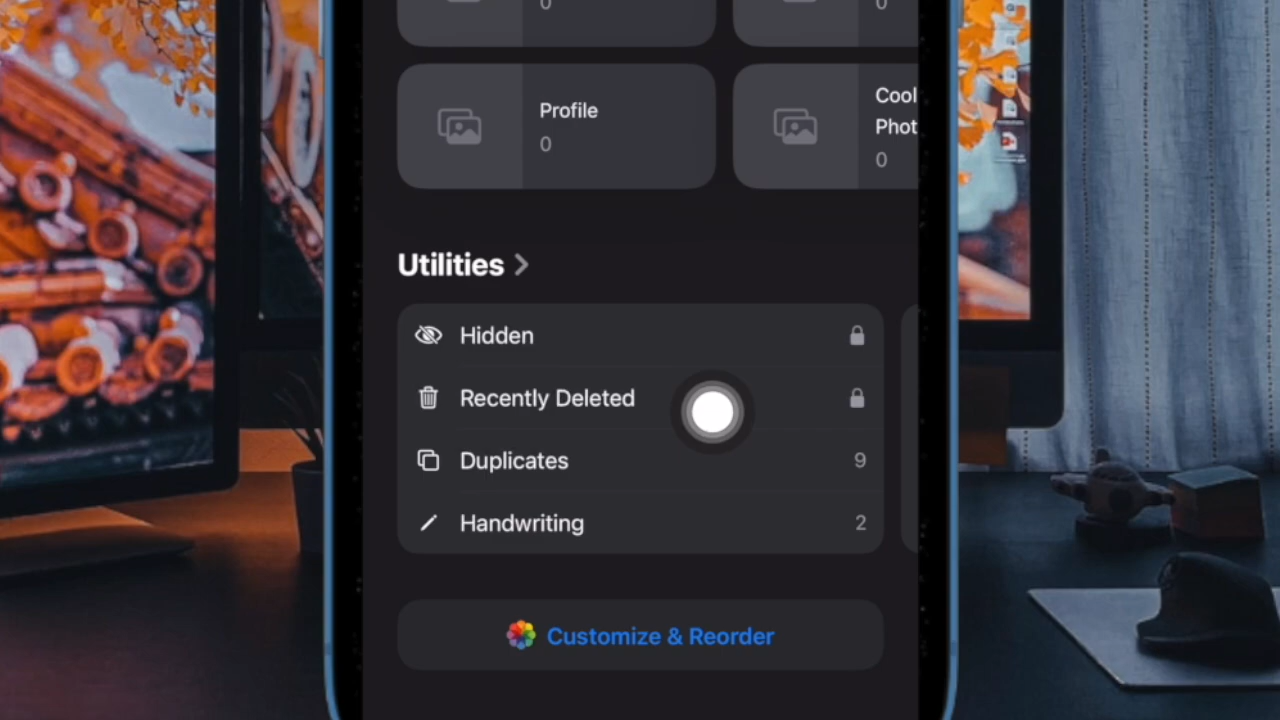 0
0
Profile
0
Cool
Phot
0
Utilities
Hidden
Recently Deleted
Duplicates
9
Handwriting
2
Customize & Reorder